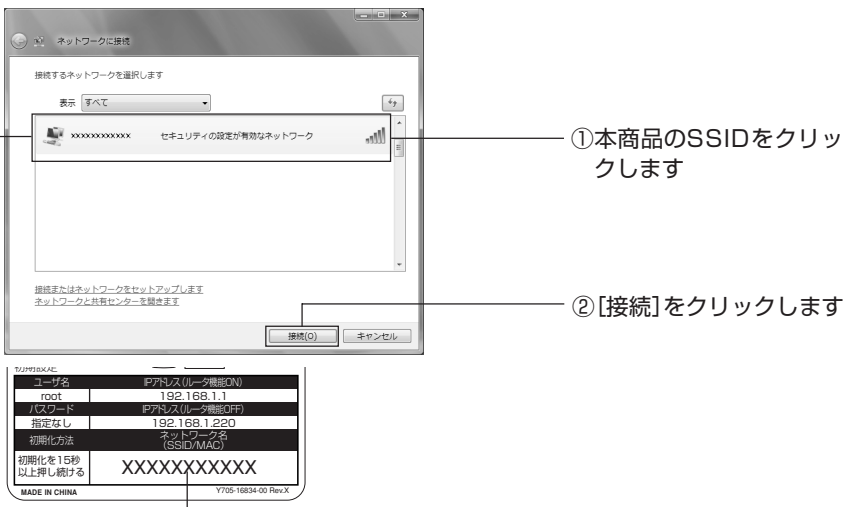 ネットワークに接続
接続するネットワークを選択します
表示 すべて
xxxxxxxxxxx セキュリティの設定が有効なネットワーク
①本商品のSSIDをクリッ
クします
接続またはネットワークをセットアップします
ネットワークと共有センターを開きます
②[接続]をクリックします
接続(O) キャンセル
初期設定
ユーザ名 IPアドレス(ルータ機能ON)
root 192.168.1.1
パスワード IPアドレス(ルータ機能OFF)
指定なし 192.168.1.220
初期化方法 ネットワーク名
(SSID/MAC)
初期化を15秒
以上押し続ける XXXXXXXXXXX
MADE IN CHINA Y705-16834-00 Rev.X